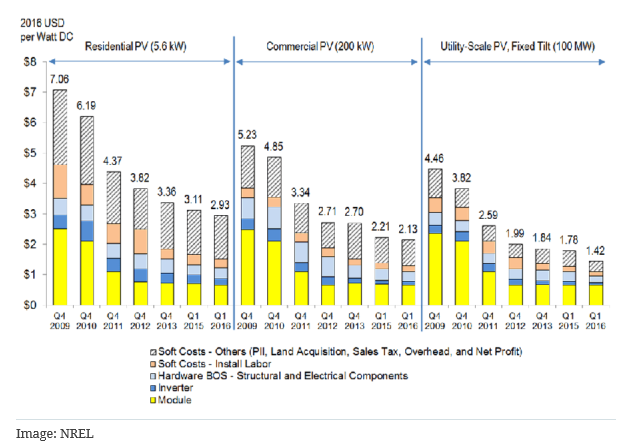 2016 USD
per Watt DC
Residential PV (5.6 kW)
Commercial PV (200 kW)
Utility-Scale PV, Fixed Tilt (100 MW)
$8
$7
$6
$5
$4
$3
$2
$1
$0
7.06
6.19
4.37
3.82
3.36
3.11
2.93
5.23
4.85
3.34
2.71
2.70
2.21
2.13
4.46
3.82
2.59
1.99
1.84
1.78
1.42
Q4 Q4 Q4 Q4 Q4 Q1 Q1 Q4 Q4 Q4 Q4 Q4 Q1 Q1 Q4 Q4 Q4 Q4 Q4 Q1 Q1
2009 2010 2011 2012 2013 2015 2016 2009 2010 2011 2012 2013 2015 2016 2009 2010 2011 2012 2013 2015 2016
Soft Costs - Others (PII, Land Acquisition, Sales Tax, Overhead, and Net Profit)
Soft Costs - Install Labor
Hardware BOS - Structural and Electrical Components
Inverter
Module
Image: NREL